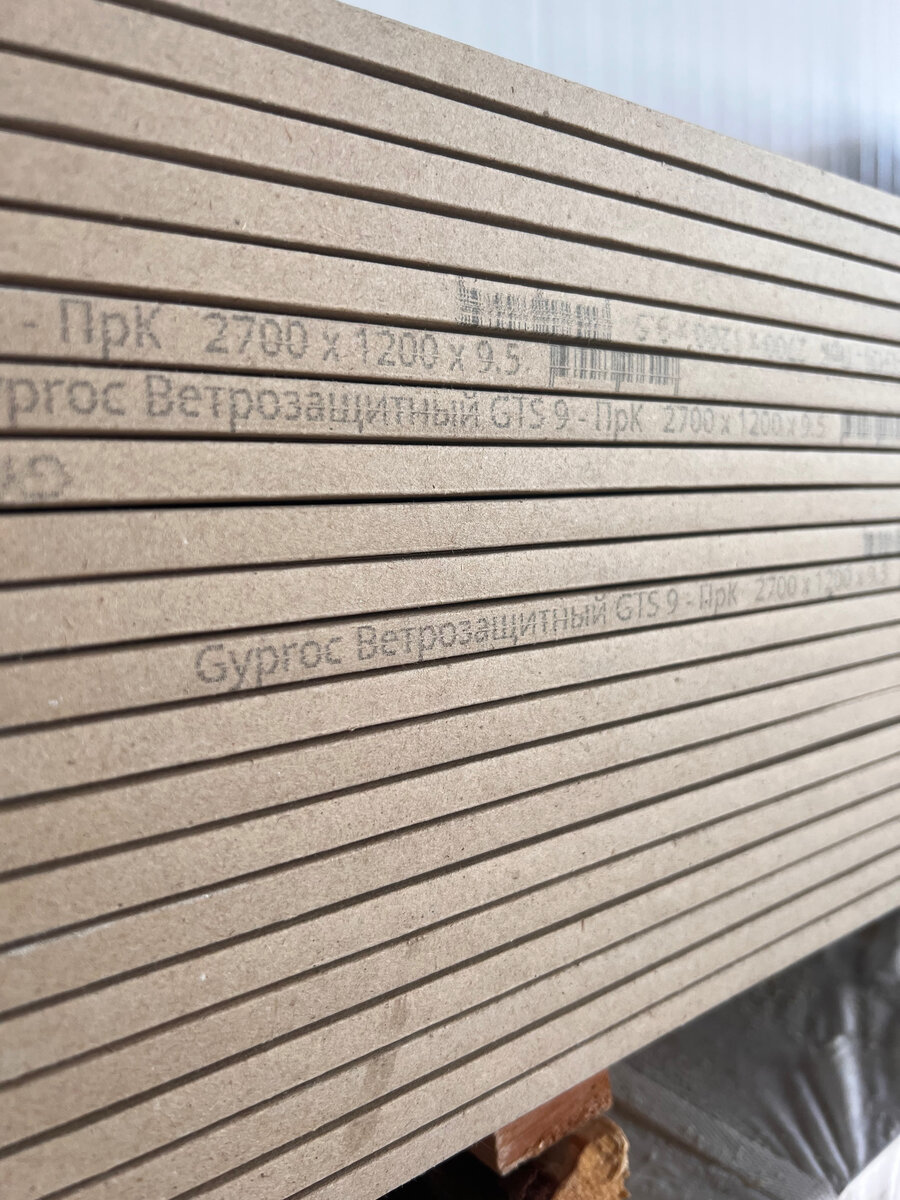 - ПрК 2700 x 1200 x 9.5
yproc Ветрозащитный GTS 9 - ПрК 2700 x 1200 x 9.5
Gyproc Ветрозащитный GTS 9 - ПрК 2700 x 1200 x 9.5